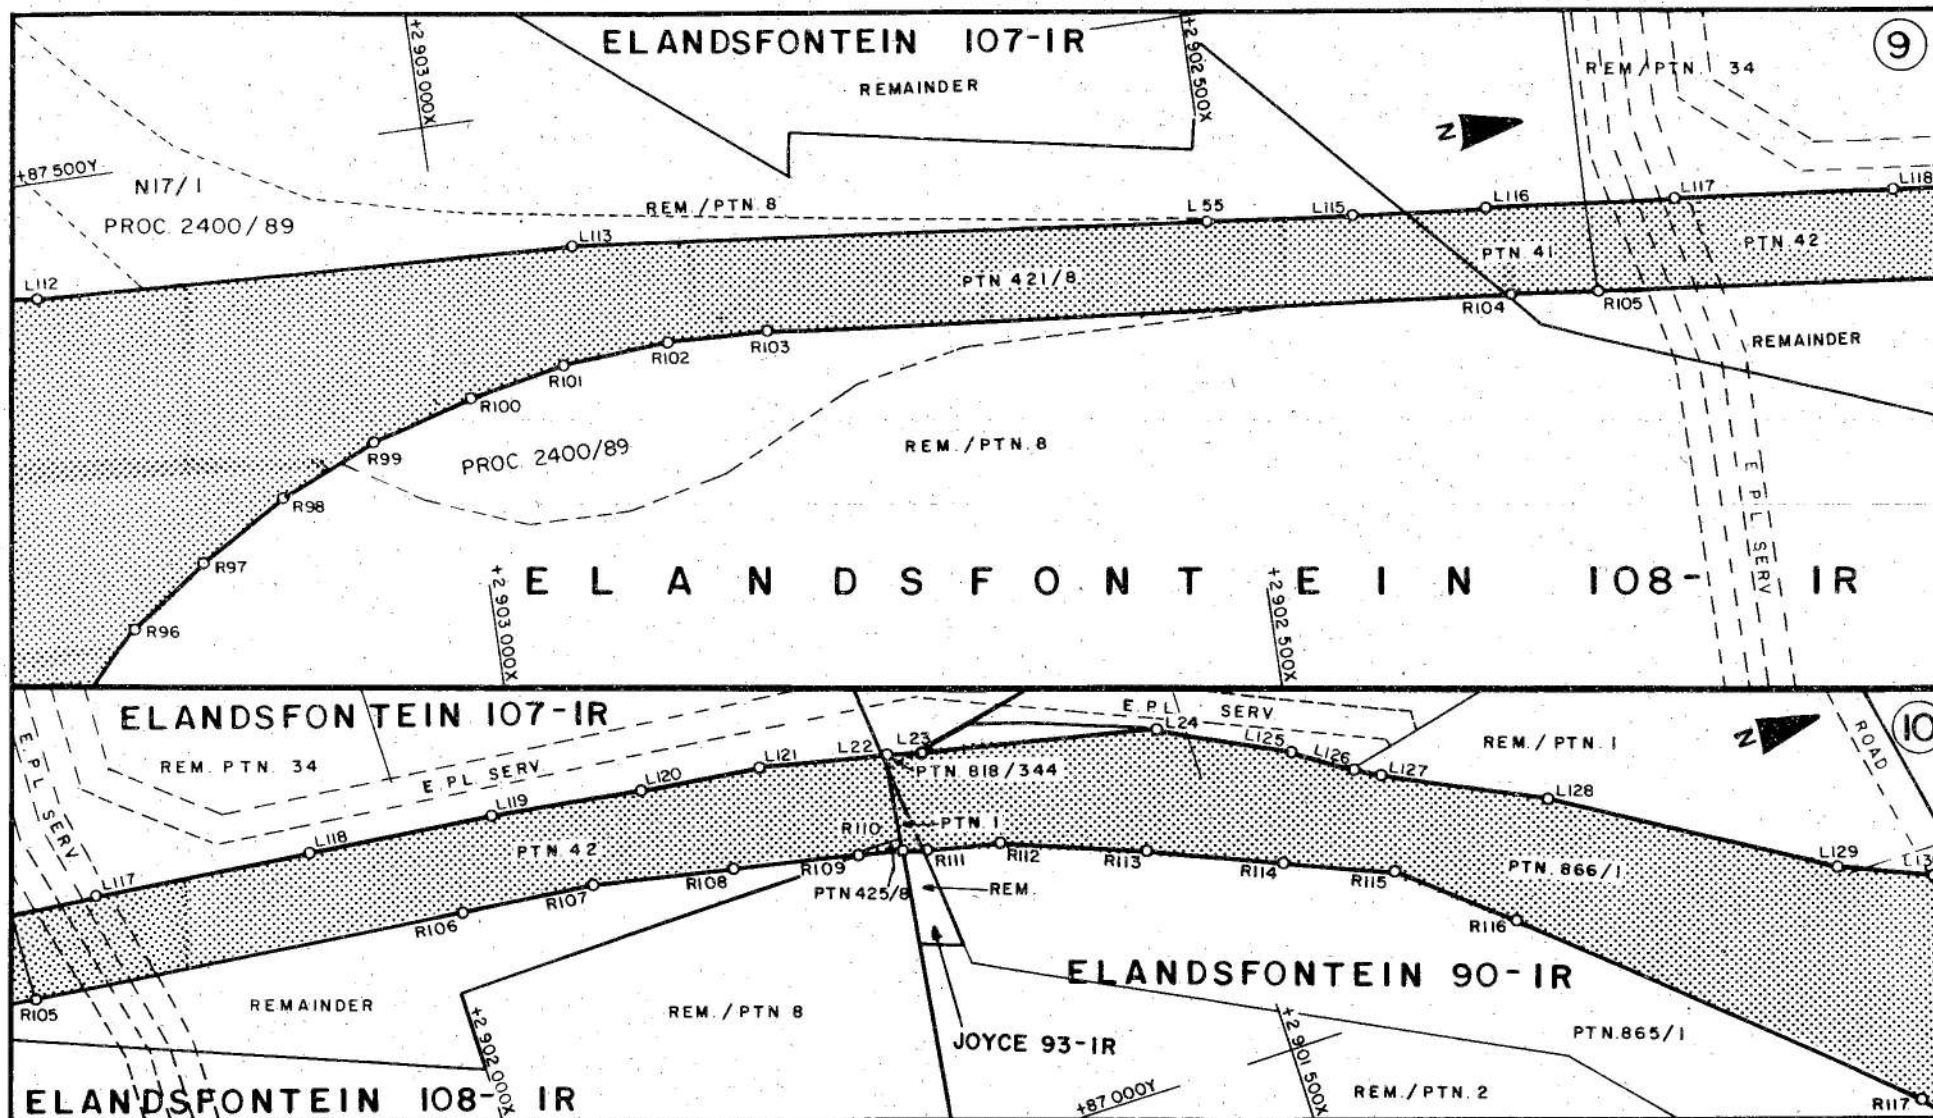 ELANDSFONTEIN 107-IR
REMAINDER
+2 903 000X
+2 902 500X
REM./PTN. 34
9
N
+87 500Y
N17/1
PROC. 2400/89
REM./PTN. 8
L112
L113
L55
L115
L116
L117
L118
PTN 421/8
PTN. 41
PTN. 42
R104
R105
REMAINDER
R103
R102
R101
R100
R99
R98
R97
R96
PROC. 2400/89
REM./PTN. 8
E P L SERV
+2 903 000X
+2 902 500X
ELANDSFONTEIN 108-IR
ELANDSFONTEIN 107-IR
REM. PTN. 34
E P L SERV
E P L SERV
E.P.L SERV
L22
L23
L24
L125
L126
L127
L128
L129
L13
REM./PTN. 1
ROAD
10
N
L121
L120
L119
L118
L117
PTN. 818/344
PTN. 1
PTN. 42
PTN. 866/1
R110
R111
R112
R113
R114
R115
R116
R117
R109
R108
R107
R106
R105
PTN 425/8
REM.
REMAINDER
REM./PTN 8
ELANDSFONTEIN 90-IR
JOYCE 93-IR
PTN. 865/1
REM./PTN. 2
+2 902 000X
+2 901 500X
+87 000Y
ELANDSFONTEIN 108-IR